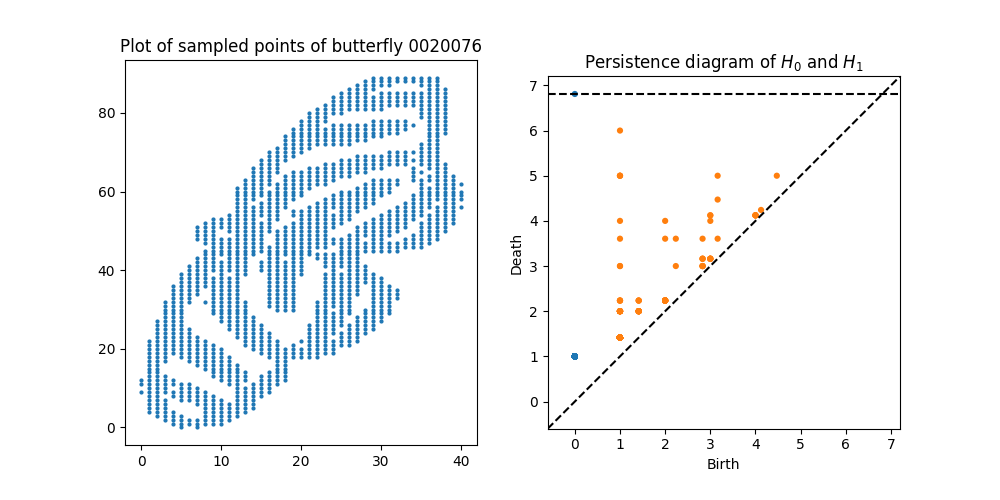 Plot of sampled points of butterfly 0020076
80
60
40
20
0
0 10 20 30 40
Persistence diagram of H₀ and H₁
7
6
5
4
3
2
1
0
Death
0 1 2 3 4 5 6 7
Birth